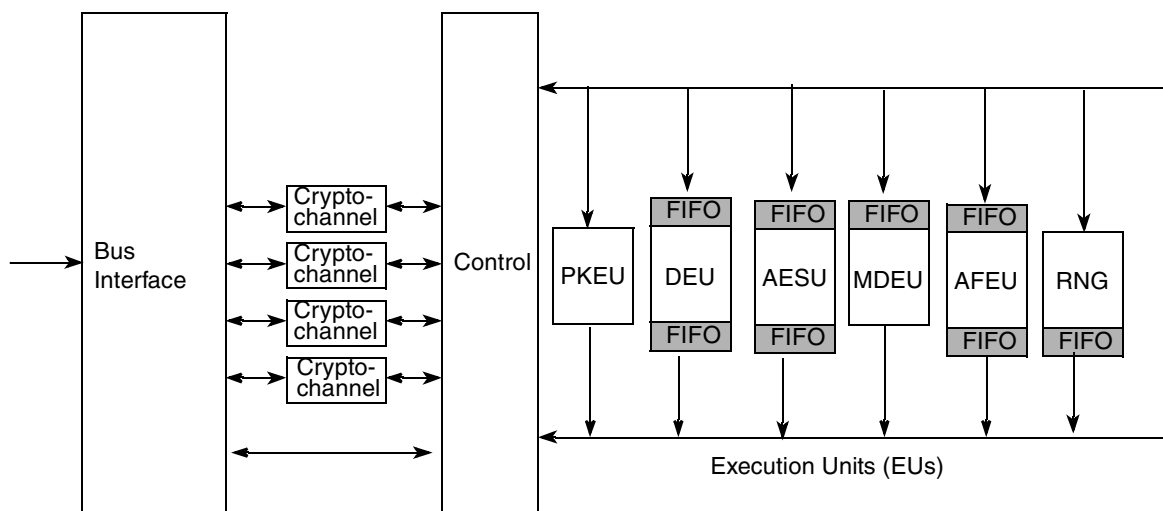 Bus
Interface
Crypto-
channel
Crypto-
channel
Crypto-
channel
Crypto-
channel
Control
PKEU
FIFO
DEU
FIFO
FIFO
AESU
FIFO
FIFO
MDEU
FIFO
AFEU
FIFO
RNG
FIFO
Execution Units (EUs)